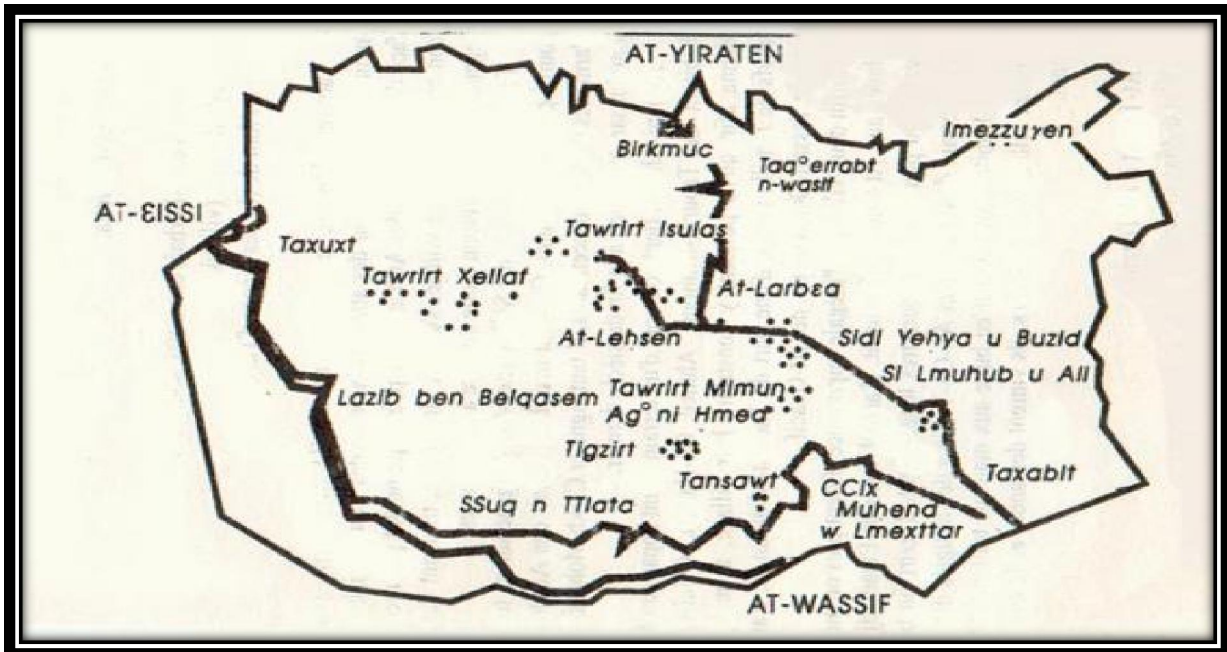 AT-YIRATEN
Birkmuc
Imezzuγen
Taq°errabt
n-wasif
AT-ƐISSI
Taxuxt
Tawrirt Isulas
Tawrirt Xellaf
At-Larbɛa
At-Lehsen
Sidi Yehya u Buzid
Si Lmuhub u Ali
Lazib ben Belqasem
Tawrirt Mimun
Ag°ni Hmed
Tigzirt
Tansawt
Taxabit
SSuq n TTlata
CCix
Muhend
w Lmexttar
AT-WASSIF